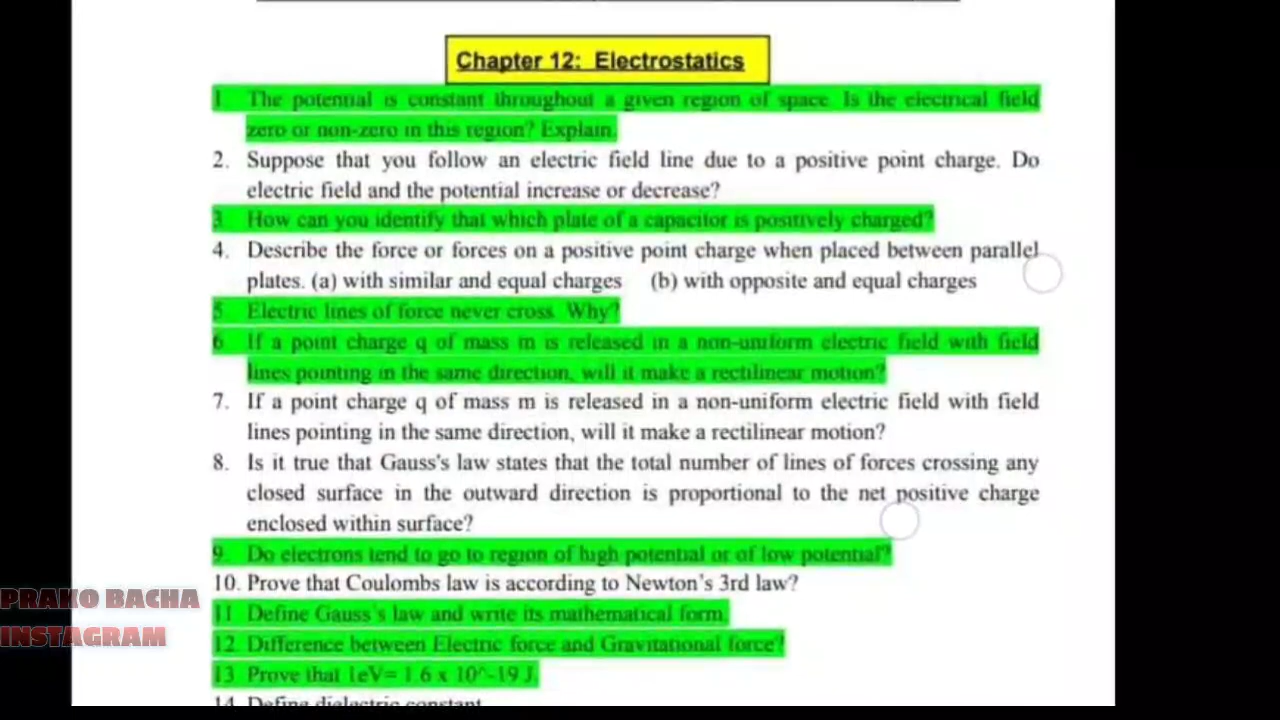 Chapter 12: Electrostatics
1. The potential is constant throughout a given region of space. Is the electrical field
zero or non-zero in this region? Explain.
2. Suppose that you follow an electric field line due to a positive point charge. Do
electric field and the potential increase or decrease?
3. How can you identify that which plate of a capacitor is positively charged?
4. Describe the force or forces on a positive point charge when placed between parallel
plates. (a) with similar and equal charges (b) with opposite and equal charges
5. Electric lines of force never cross. Why?
6. If a point charge q of mass m is released in a non-uniform electric field with field
lines pointing in the same direction, will it make a rectilinear motion?
7. If a point charge q of mass m is released in a non-uniform electric field with field
lines pointing in the same direction, will it make a rectilinear motion?
8. Is it true that Gauss's law states that the total number of lines of forces crossing any
closed surface in the outward direction is proportional to the net positive charge
enclosed within surface?
9. Do electrons tend to go to region of high potential or of low potential?
10. Prove that Coulombs law is according to Newton's 3rd law?
PRAKO BACHA
11. Define Gauss's law and write its mathematical form.
INSTAGRAM
12. Difference between Electric force and Gravitational force?
13. Prove that 1eV= 1.6 x 10^-19 J.
14. Define dielectric constant